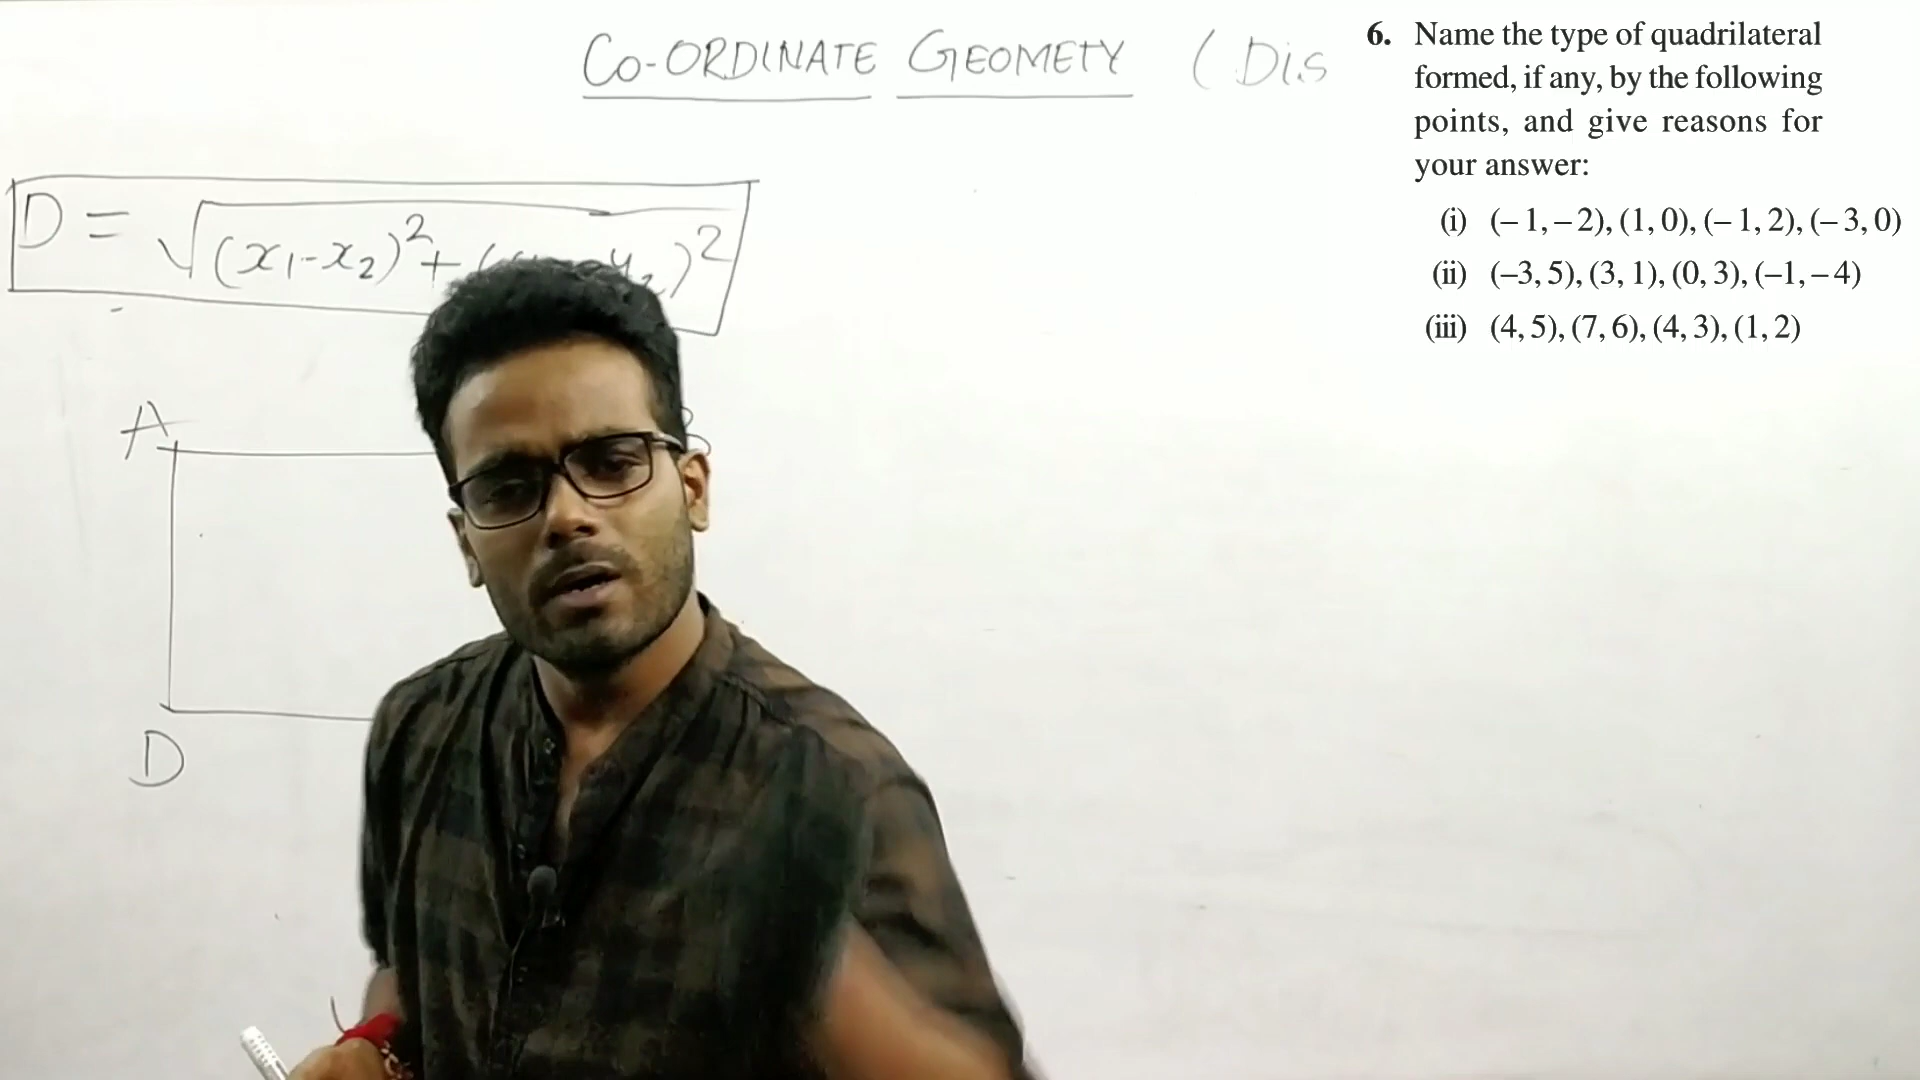 CO-ORDINATE GEOMETY (Dis
D = √(x₁-x₂)²+ y₂)²
A B
D
6. Name the type of quadrilateral
formed, if any, by the following
points, and give reasons for
your answer:
(i) (– 1, – 2), (1, 0), (– 1, 2), (– 3, 0)
(ii) (–3, 5), (3, 1), (0, 3), (–1, – 4)
(iii) (4, 5), (7, 6), (4, 3), (1, 2)